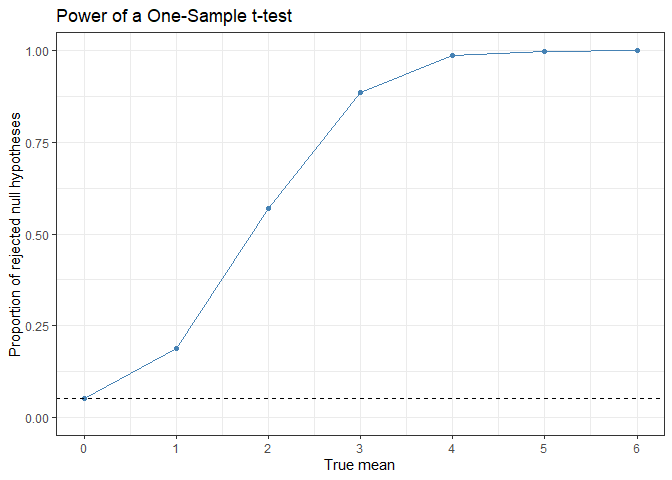 Power of a One-Sample t-test
Proportion of rejected null hypotheses
1.00
0.75
0.50
0.25
0.00
0 1 2 3 4 5 6
True mean